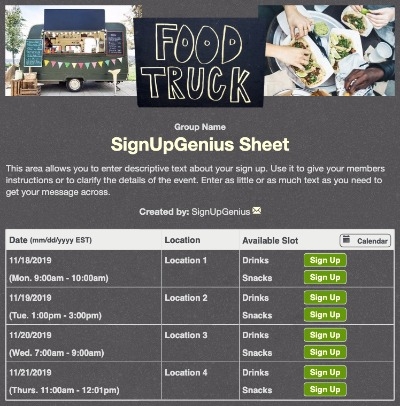 FOOD
TRUCK
Group Name
SignUpGenius Sheet
This area allows you to enter descriptive text about your sign up. Use it to give your members
instructions or to clarify the details of the event. Enter as little or as much text as you need to
get your message across.
Created by: SignUpGenius
Date (mm/dd/yyyy EST) Location Available Slot Calendar
11/18/2019 Location 1 Drinks Sign Up
(Mon. 9:00am - 10:00am) Snacks Sign Up
11/19/2019 Location 2 Drinks Sign Up
(Tue. 1:00pm - 3:00pm) Snacks Sign Up
11/20/2019 Location 3 Drinks Sign Up
(Wed. 7:00am - 9:00am) Snacks Sign Up
11/21/2019 Location 4 Drinks Sign Up
(Thurs. 11:00am - 12:01pm) Snacks Sign Up